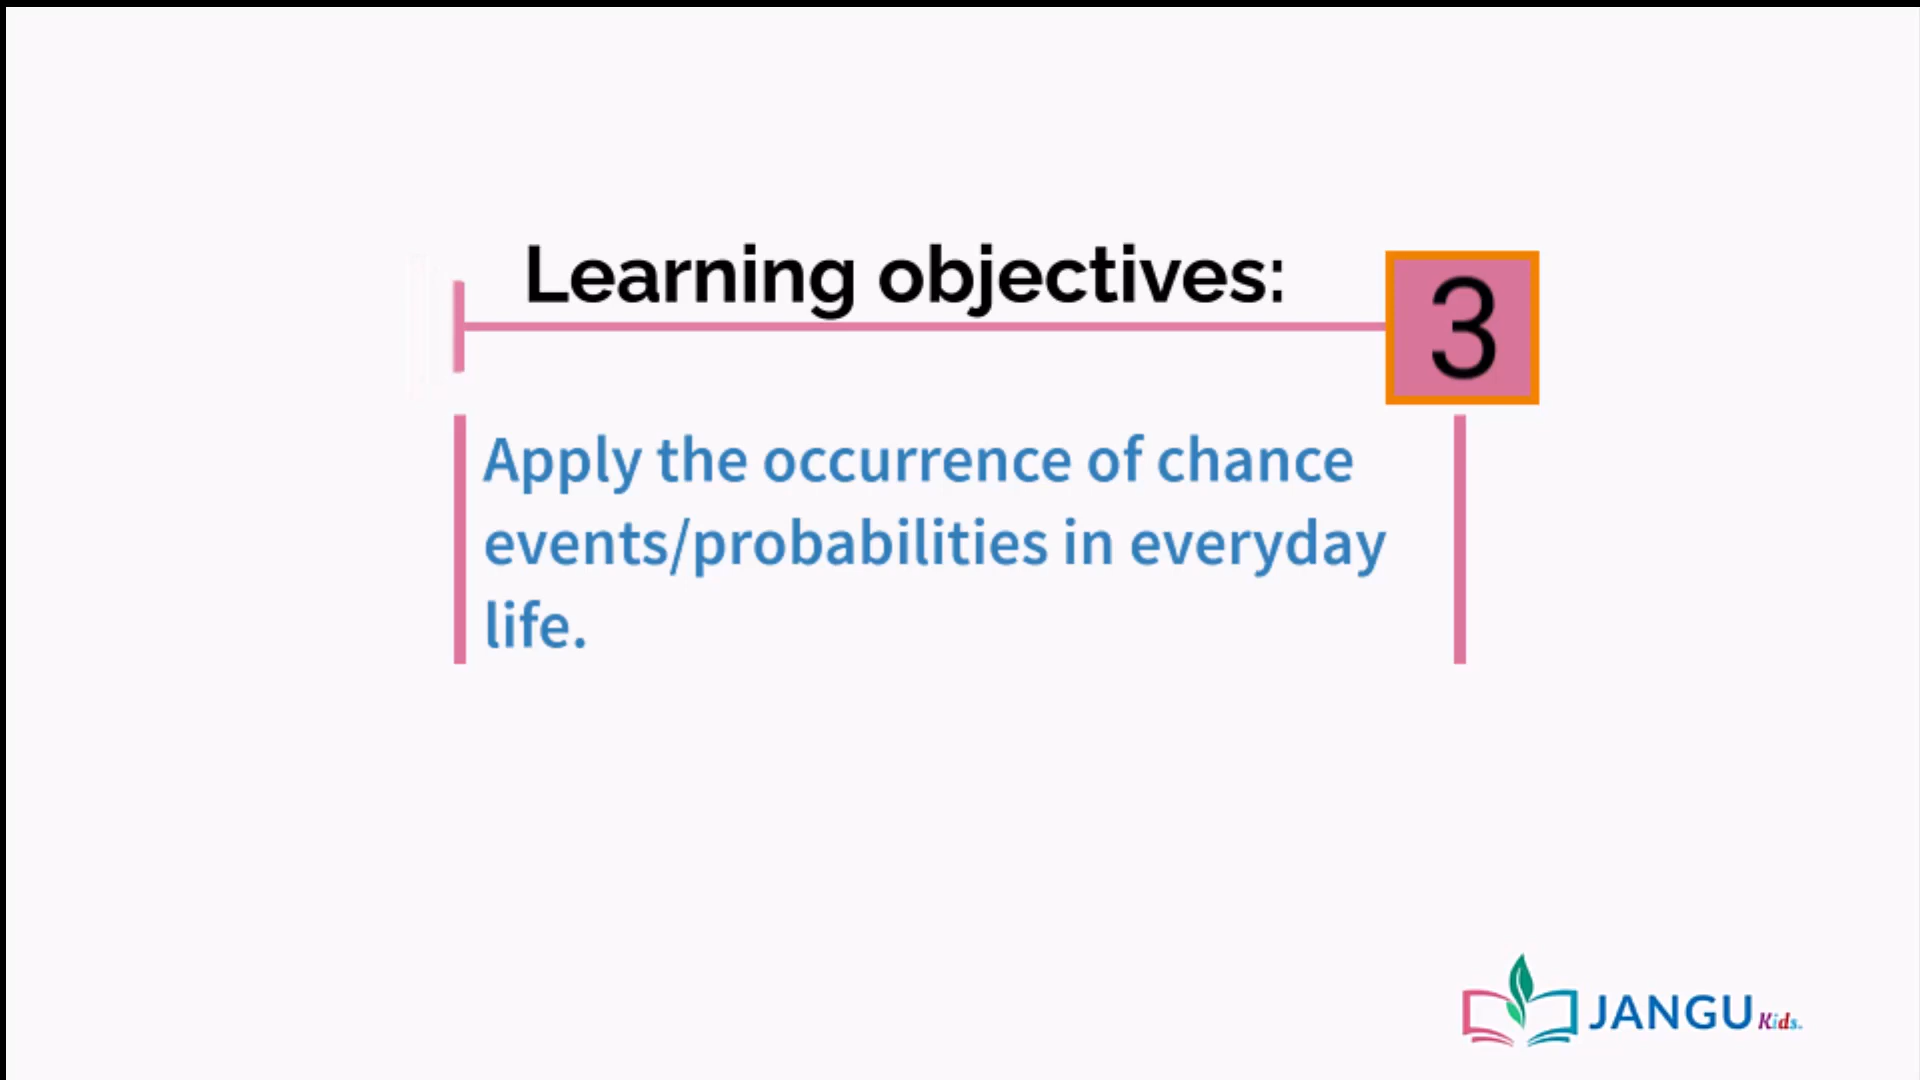 Learning objectives:
3
Apply the occurrence of chance
events/probabilities in everyday
life.
JANGU Kids.